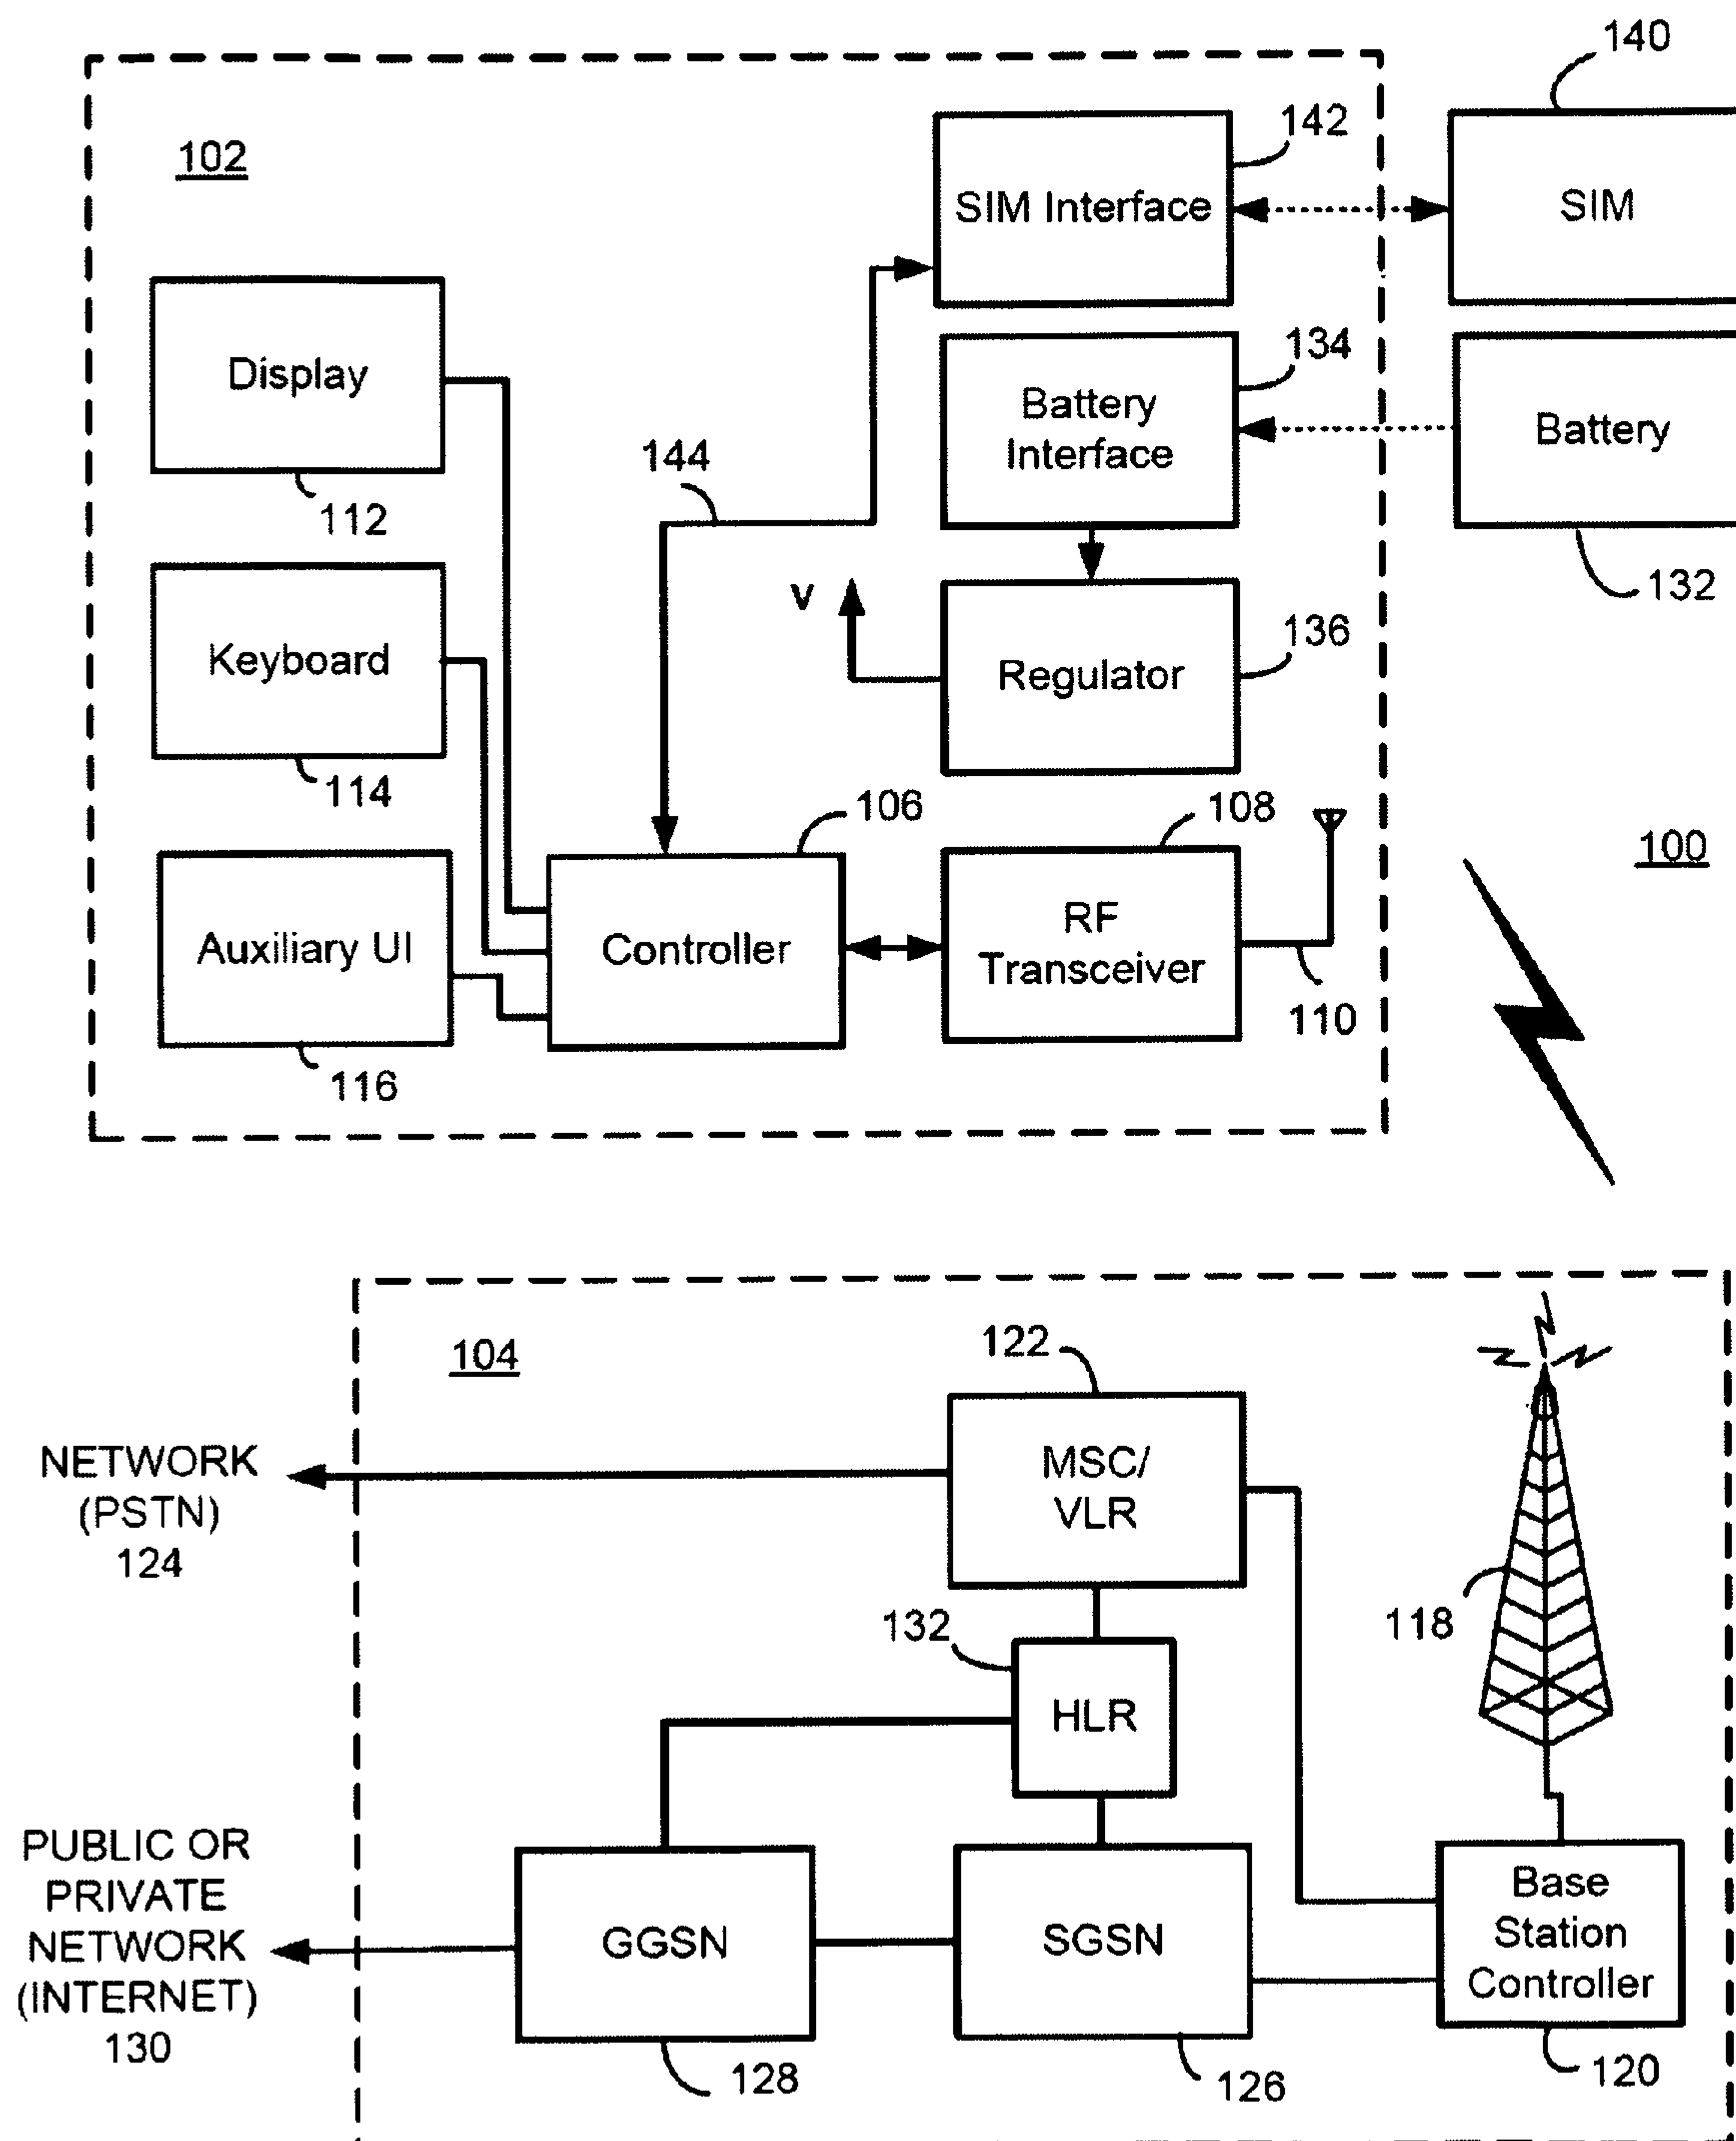 140
142
102
SIM Interface
SIM
134
Display
Battery
Interface
Battery
144
112
132
V
136
Keyboard
Regulator
114
106
108
100
RF
Transceiver
Auxiliary UI
Controller
110
116
122
104
NETWORK
(PSTN)
124
MSC/
VLR
118
132
HLR
PUBLIC OR
PRIVATE
NETWORK
(INTERNET)
130
GGSN
SGSN
Base
Station
Controller
128
126
120